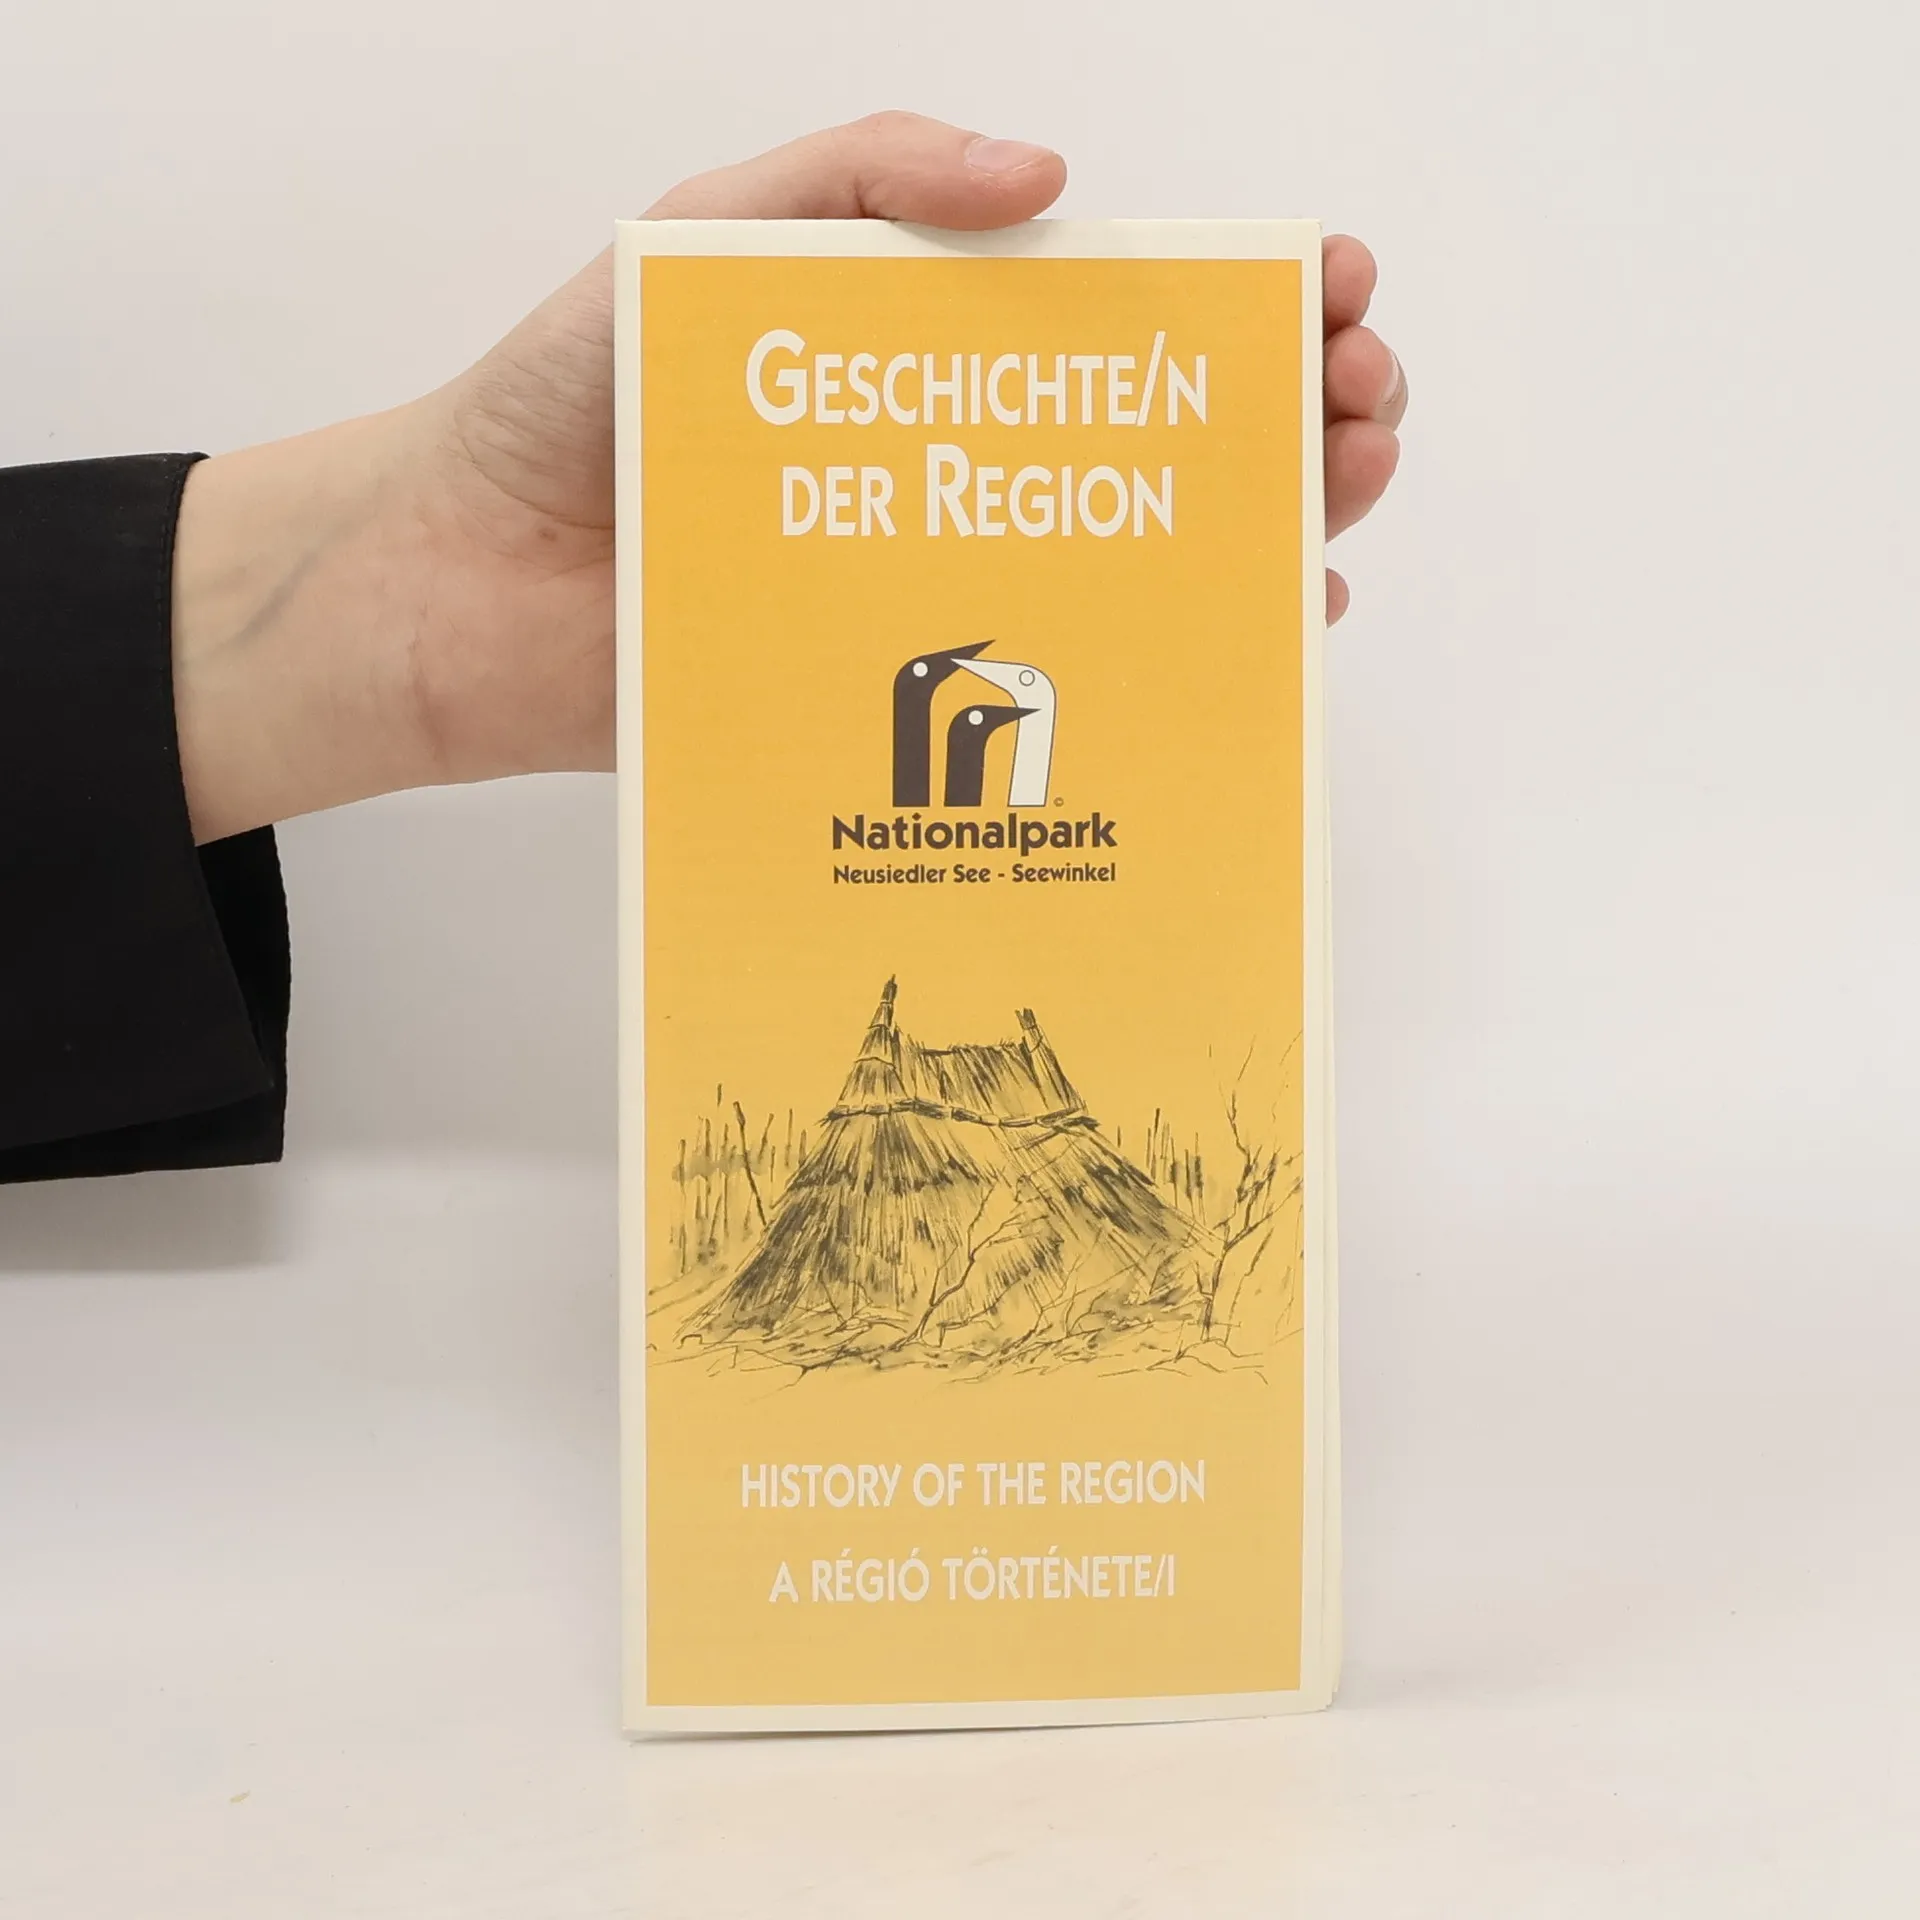 GESCHICHTE/N
DER REGION
©
Nationalpark
Neusiedler See - Seewinkel
HISTORY OF THE REGION
A RÉGIÓ TÖRTÉNETE/I